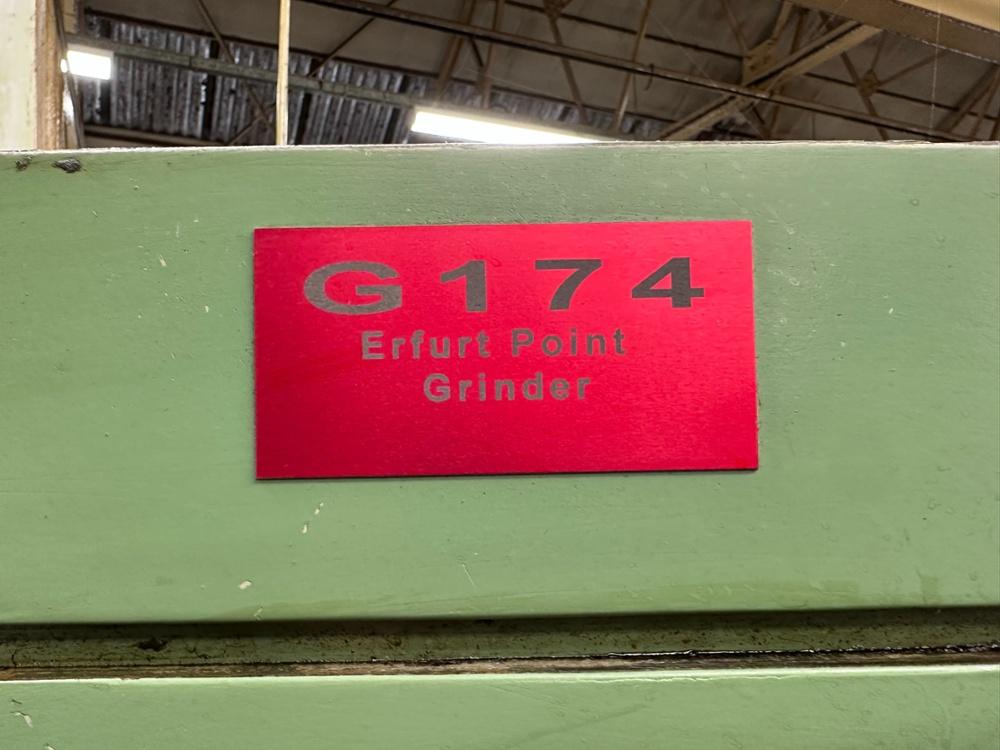 G174
Erfurt Point
Grinder